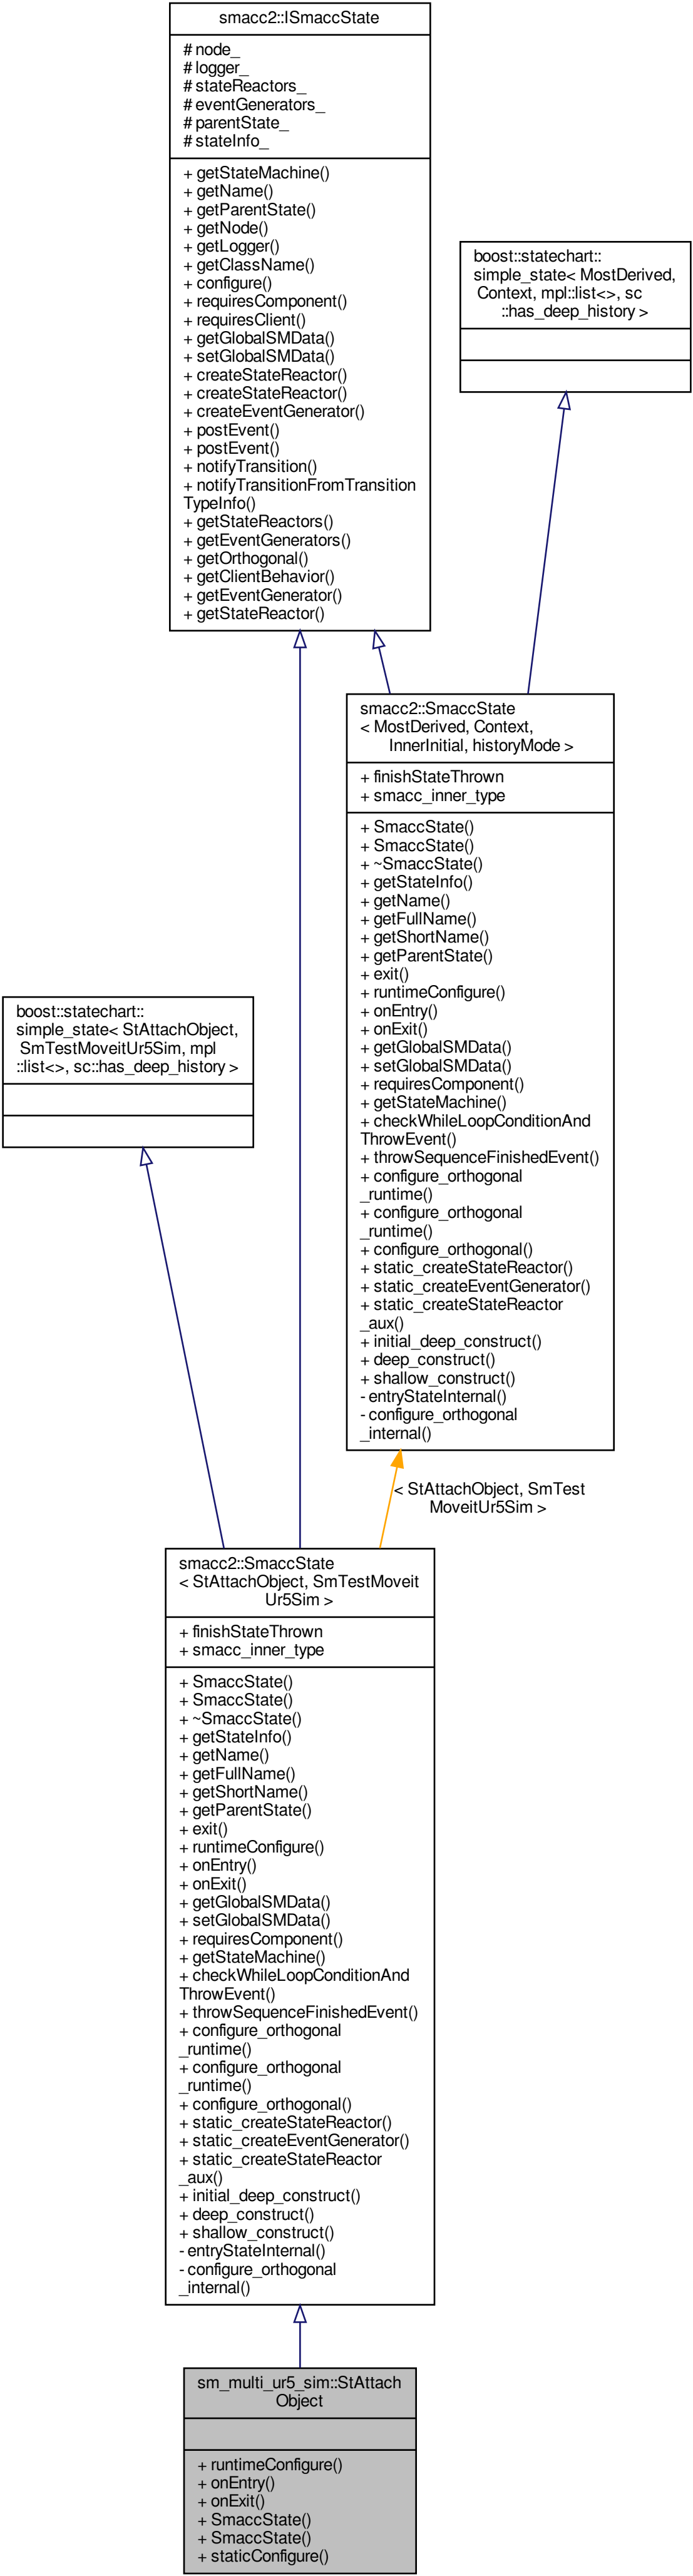 smacc2::ISmaccState
# node_
# logger_
# stateReactors_
# eventGenerators_
# parentState_
# stateInfo_
+ getStateMachine()
+ getName()
+ getParentState()
+ getNode()
+ getLogger()
+ getClassName()
+ configure()
+ requiresComponent()
+ requiresClient()
+ getGlobalSMData()
+ setGlobalSMData()
+ createStateReactor()
+ createStateReactor()
+ createEventGenerator()
+ postEvent()
+ postEvent()
+ notifyTransition()
+ notifyTransitionFromTransition
TypeInfo()
+ getStateReactors()
+ getEventGenerators()
+ getOrthogonal()
+ getClientBehavior()
+ getEventGenerator()
+ getStateReactor()
boost::statechart::
simple_state< MostDerived,
Context, mpl::list<>, sc
::has_deep_history >
smacc2::SmaccState
< MostDerived, Context,
InnerInitial, historyMode >
+ finishStateThrown
+ smacc_inner_type
+ SmaccState()
+ SmaccState()
+ ~SmaccState()
+ getStateInfo()
+ getName()
+ getFullName()
+ getShortName()
+ getParentState()
+ exit()
+ runtimeConfigure()
+ onEntry()
+ onExit()
+ getGlobalSMData()
+ setGlobalSMData()
+ requiresComponent()
+ getStateMachine()
+ checkWhileLoopConditionAnd
ThrowEvent()
+ throwSequenceFinishedEvent()
+ configure_orthogonal
_runtime()
+ configure_orthogonal
_runtime()
+ configure_orthogonal()
+ static_createStateReactor()
+ static_createEventGenerator()
+ static_createStateReactor
_aux()
+ initial_deep_construct()
+ deep_construct()
+ shallow_construct()
- entryStateInternal()
- configure_orthogonal
_internal()
boost::statechart::
simple_state< StAttachObject,
SmTestMoveitUr5Sim, mpl
::list<>, sc::has_deep_history >
< StAttachObject, SmTest
MoveitUr5Sim >
smacc2::SmaccState
< StAttachObject, SmTestMoveit
Ur5Sim >
+ finishStateThrown
+ smacc_inner_type
+ SmaccState()
+ SmaccState()
+ ~SmaccState()
+ getStateInfo()
+ getName()
+ getFullName()
+ getShortName()
+ getParentState()
+ exit()
+ runtimeConfigure()
+ onEntry()
+ onExit()
+ getGlobalSMData()
+ setGlobalSMData()
+ requiresComponent()
+ getStateMachine()
+ checkWhileLoopConditionAnd
ThrowEvent()
+ throwSequenceFinishedEvent()
+ configure_orthogonal
_runtime()
+ configure_orthogonal
_runtime()
+ configure_orthogonal()
+ static_createStateReactor()
+ static_createEventGenerator()
+ static_createStateReactor
_aux()
+ initial_deep_construct()
+ deep_construct()
+ shallow_construct()
- entryStateInternal()
- configure_orthogonal
_internal()
sm_multi_ur5_sim::StAttach
Object
+ runtimeConfigure()
+ onEntry()
+ onExit()
+ SmaccState()
+ SmaccState()
+ staticConfigure()